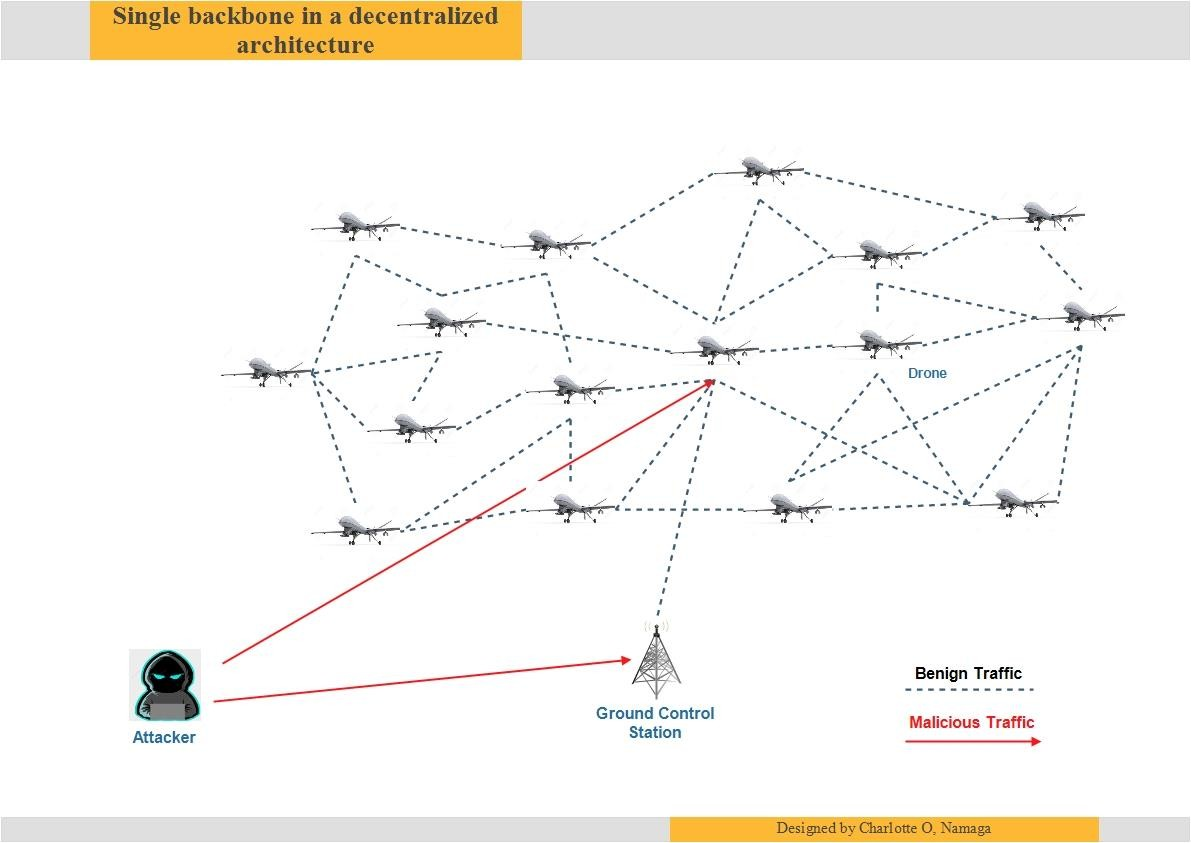 Single backbone in a decentralized
architecture
Drone
Attacker
Ground Control
Station
Benign Traffic
Malicious Traffic
Designed by Charlotte O, Namaga